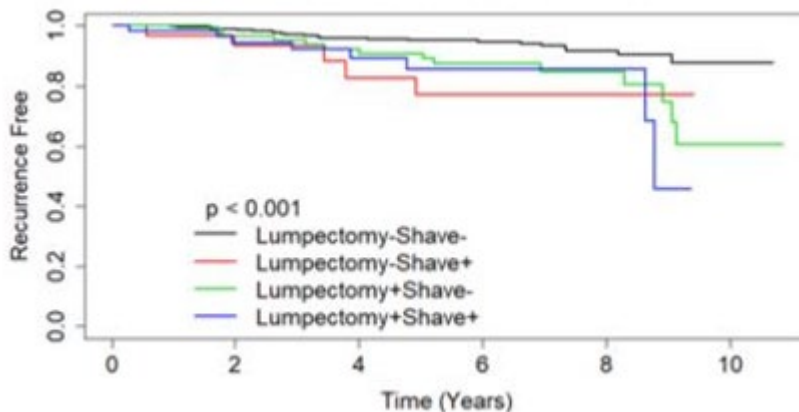 Recurrence Free
1.0
0.8
0.6
0.4
0.2
0.0
p < 0.001
Lumpectomy-Shave-
Lumpectomy-Shave+
Lumpectomy+Shave-
Lumpectomy+Shave+
0 2 4 6 8 10
Time (Years)